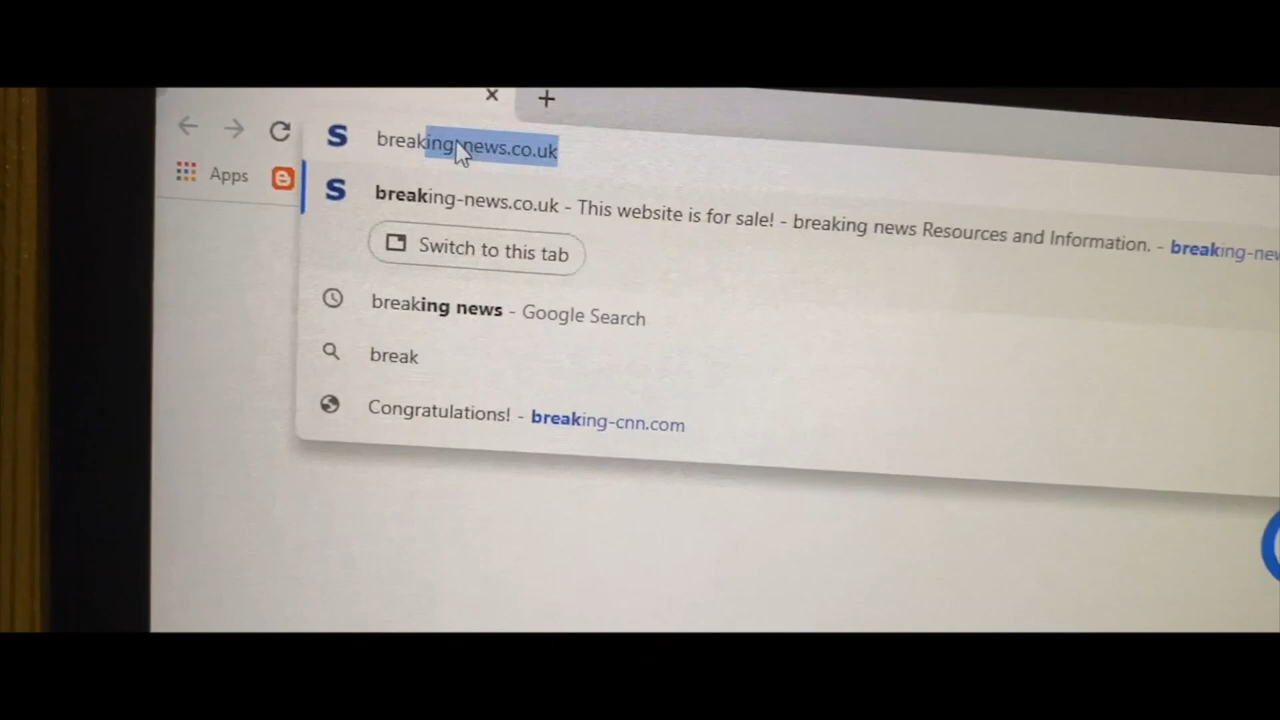 breaking-news.co.uk
Apps
breaking-news.co.uk - This website is for sale! - breaking news Resources and Information. - breaking-new
Switch to this tab
breaking news - Google Search
break
Congratulations! - breaking-cnn.com